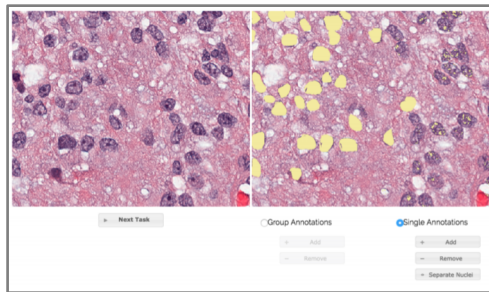 Next Task
Group Annotations
Single Annotations
+ Add
+ Add
− Remove
− Remove
− Separate Nuclei